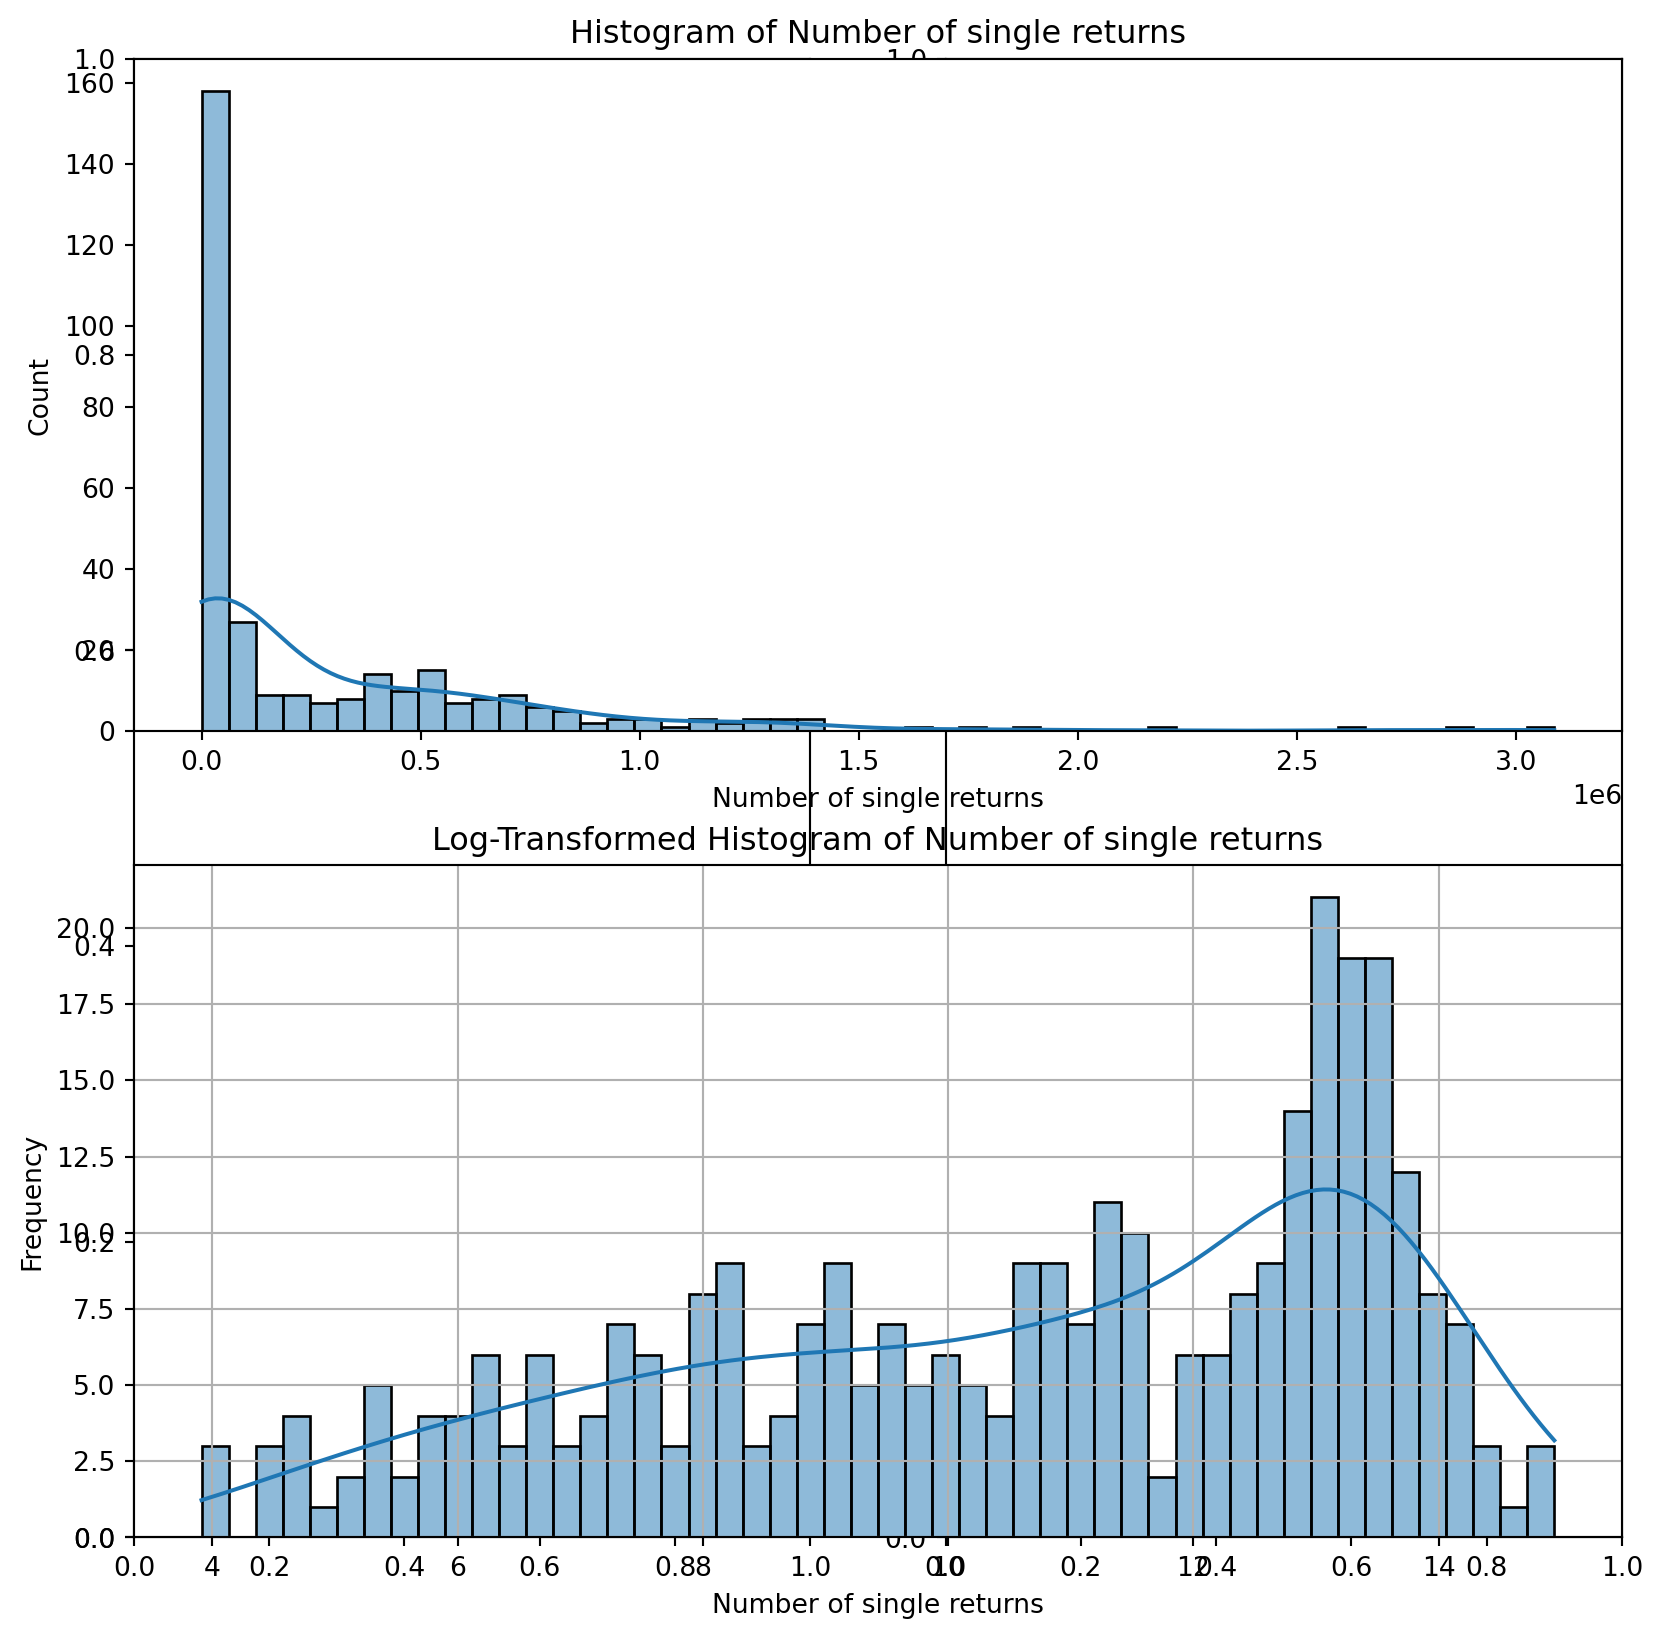 Histogram of Number of single returns
1.0
1.0
160
140
120
100
0.8
80
60
40
20
0.6
0
Count
0.0 0.5 1.0 1.5 2.0 2.5 3.0
1e6
Number of single returns
Log-Transformed Histogram of Number of single returns
20.0
0.4
17.5
15.0
12.5
10.0
0.2
7.5
5.0
2.5
0.0
Frequency
0.0
0.0 4 0.2 0.4 6 0.6 0.8 8 1.0 0.0 10 0.2 12 0.4 0.6 14 0.8 1.0
Number of single returns